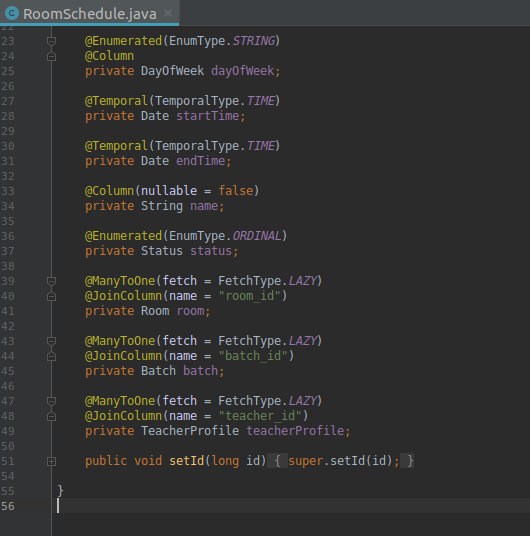 RoomSchedule.java
22
23 @Enumerated(EnumType.STRING)
24 @Column
25 private DayOfWeek dayOfWeek;
26
27 @Temporal(TemporalType.TIME)
28 private Date startTime;
29
30 @Temporal(TemporalType.TIME)
31 private Date endTime;
32
33 @Column(nullable = false)
34 private String name;
35
36 @Enumerated(EnumType.ORDINAL)
37 private Status status;
38
39 @ManyToOne(fetch = FetchType.LAZY)
40 @JoinColumn(name = "room_id")
41 private Room room;
42
43 @ManyToOne(fetch = FetchType.LAZY)
44 @JoinColumn(name = "batch_id")
45 private Batch batch;
46
47 @ManyToOne(fetch = FetchType.LAZY)
48 @JoinColumn(name = "teacher_id")
49 private TeacherProfile teacherProfile;
50
51 public void setId(long id) { super.setId(id); }
54
55 }
56